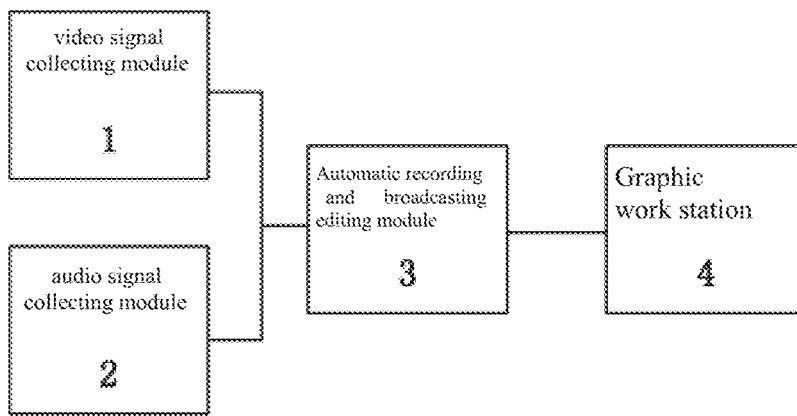 video signal
collecting module
1
audio signal
collecting module
2
Automatic recording
and broadcasting
editing module
3
Graphic
work station
4